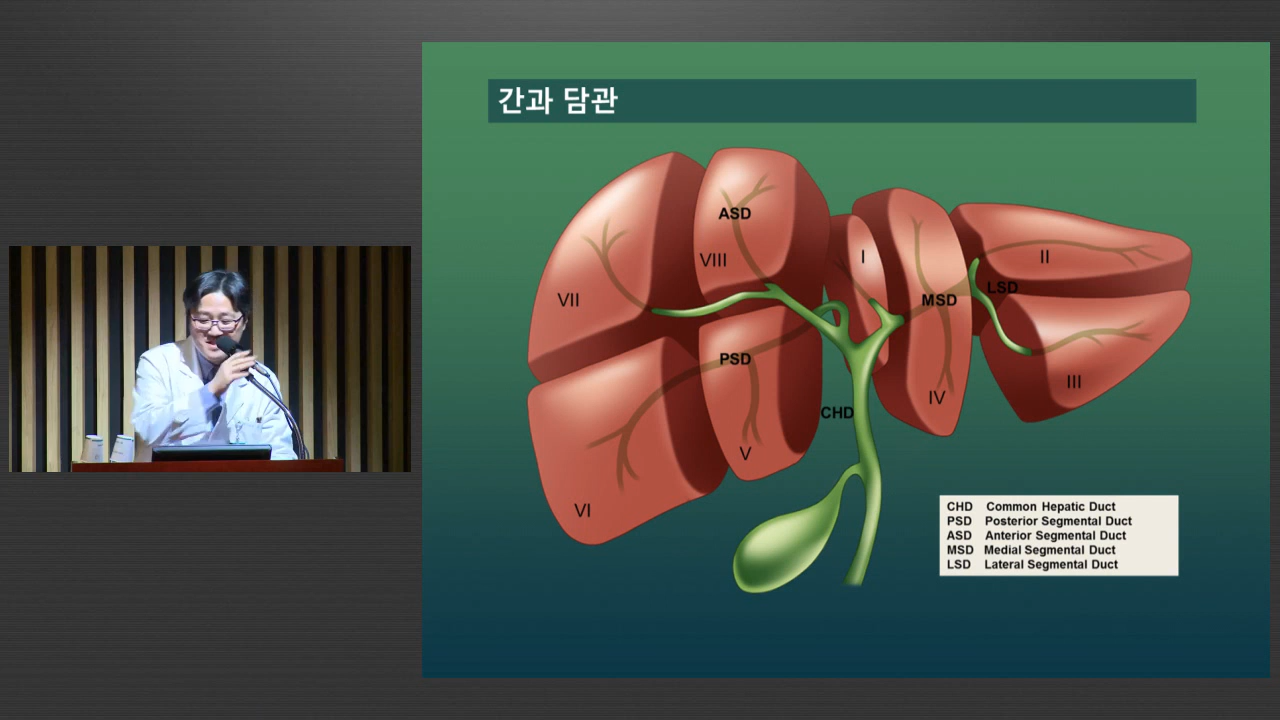 간과 담관
ASD
VIII
VII
I
II
LSD
MSD
PSD
III
IV
CHD
V
VI
CHD Common Hepatic Duct
PSD Posterior Segmental Duct
ASD Anterior Segmental Duct
MSD Medial Segmental Duct
LSD Lateral Segmental Duct